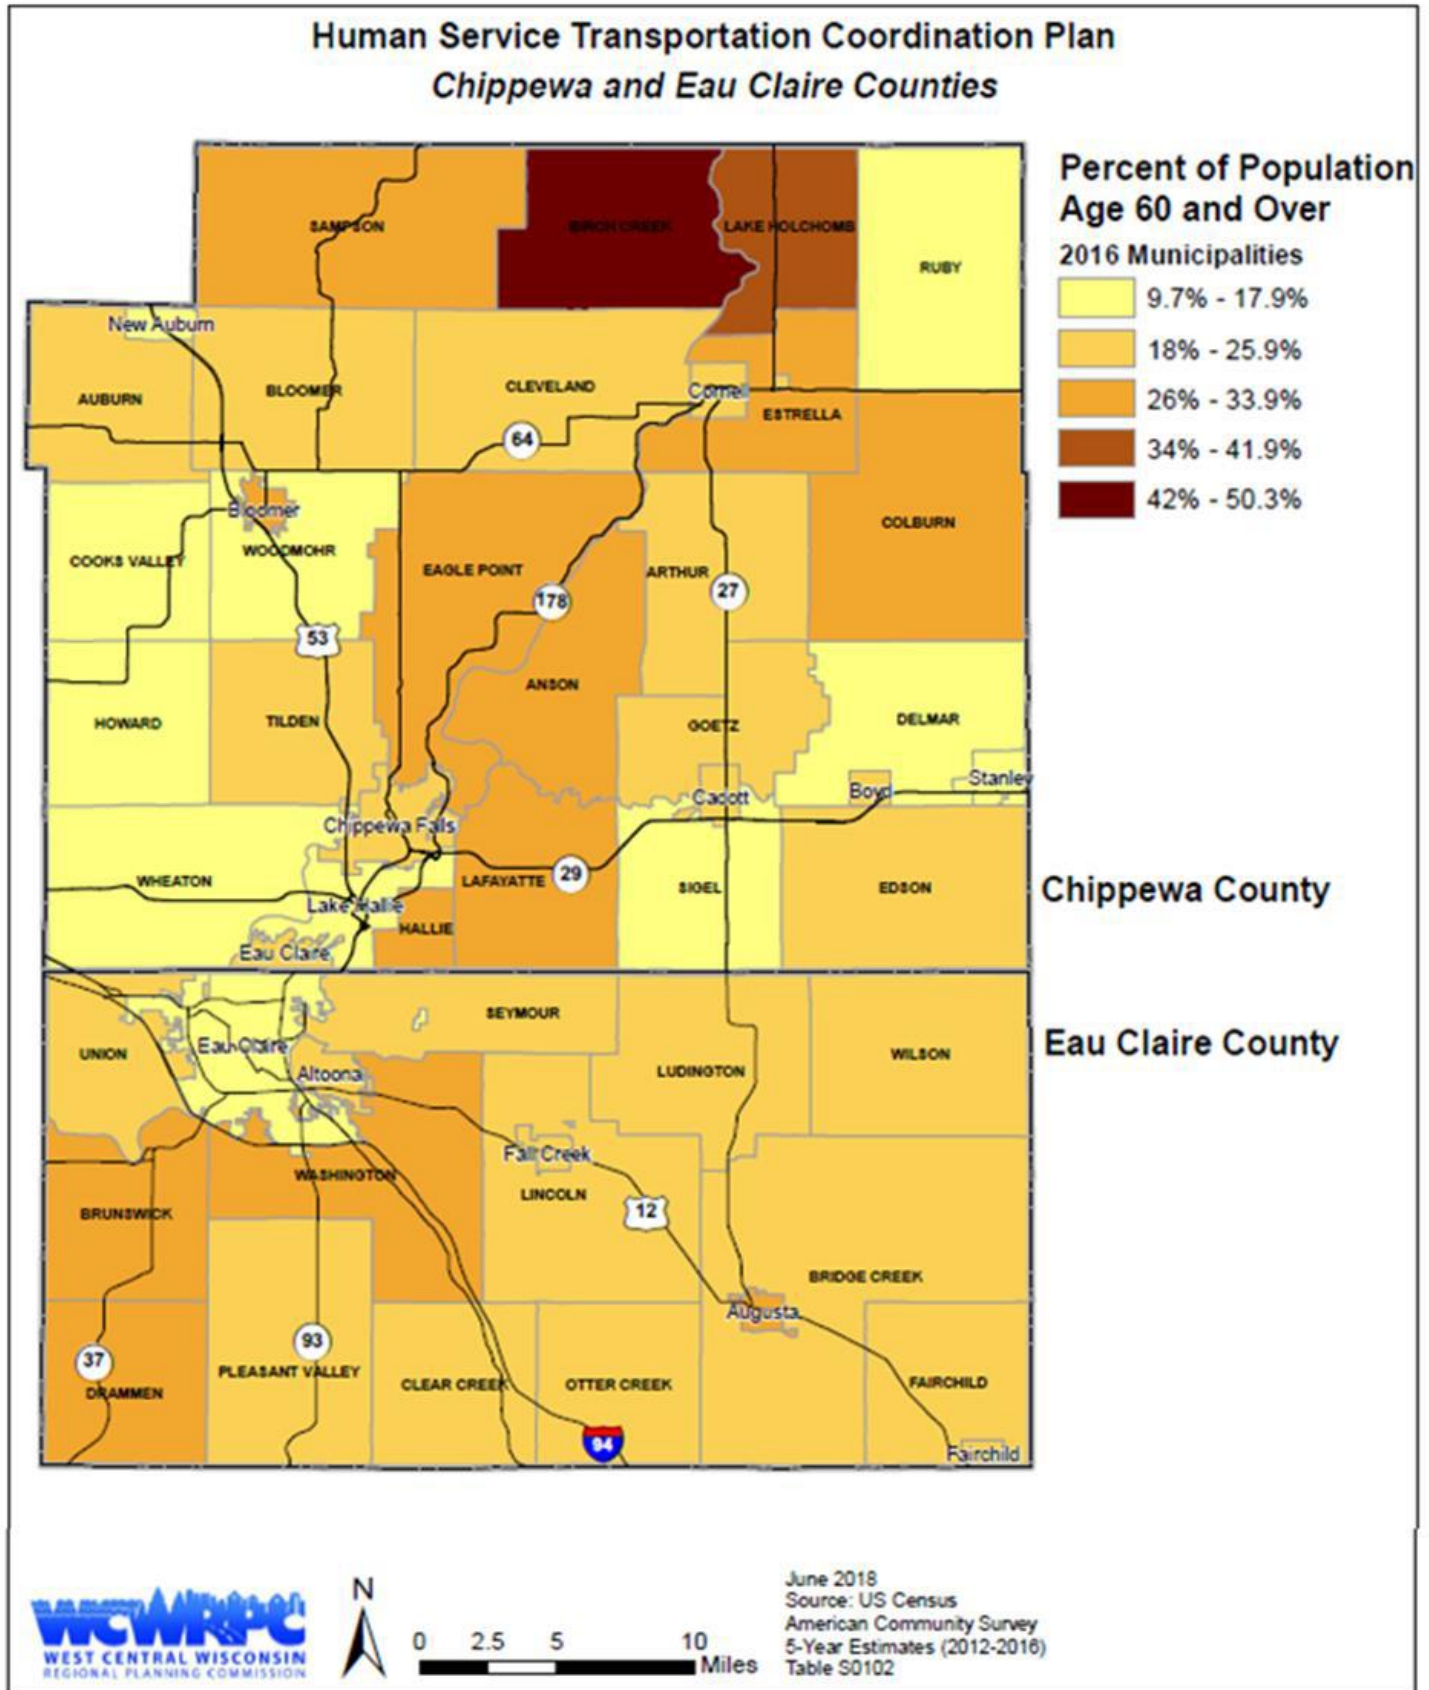 Human Service Transportation Coordination Plan
Chippewa and Eau Claire Counties
Percent of Population
Age 60 and Over
2016 Municipalities
9.7% - 17.9%
18% - 25.9%
26% - 33.9%
34% - 41.9%
42% - 50.3%
SAMPSON
BIRCH CREEK
LAKE HOLCHOMB
RUBY
New Auburn
AUBURN
BLOOMER
CLEVELAND
Cornell
ESTRELLA
64
Bloomer
COOKS VALLEY
WOODMOHR
EAGLE POINT
ARTHUR
COLBURN
178
27
53
ANSON
HOWARD
TILDEN
GOETZ
DELMAR
Stanley
Cadott
Boyd
Chippewa Falls
WHEATON
LAFAYATTE
29
SIGEL
EDSON
Chippewa County
Lake Hallie
HALLIE
Eau Claire
SEYMOUR
UNION
Eau Claire
Altoona
LUDINGTON
WILSON
Eau Claire County
Fall Creek
WASHINGTON
LINCOLN
BRUNSWICK
12
BRIDGE CREEK
Augusta
93
37
PLEASANT VALLEY
DRAMMEN
CLEAR CREEK
OTTER CREEK
FAIRCHILD
94
Fairchild
WCWRPC
WEST CENTRAL WISCONSIN
REGIONAL PLANNING COMMISSION
N
0 2.5 5 10
Miles
June 2018
Source: US Census
American Community Survey
5-Year Estimates (2012-2016)
Table S0102